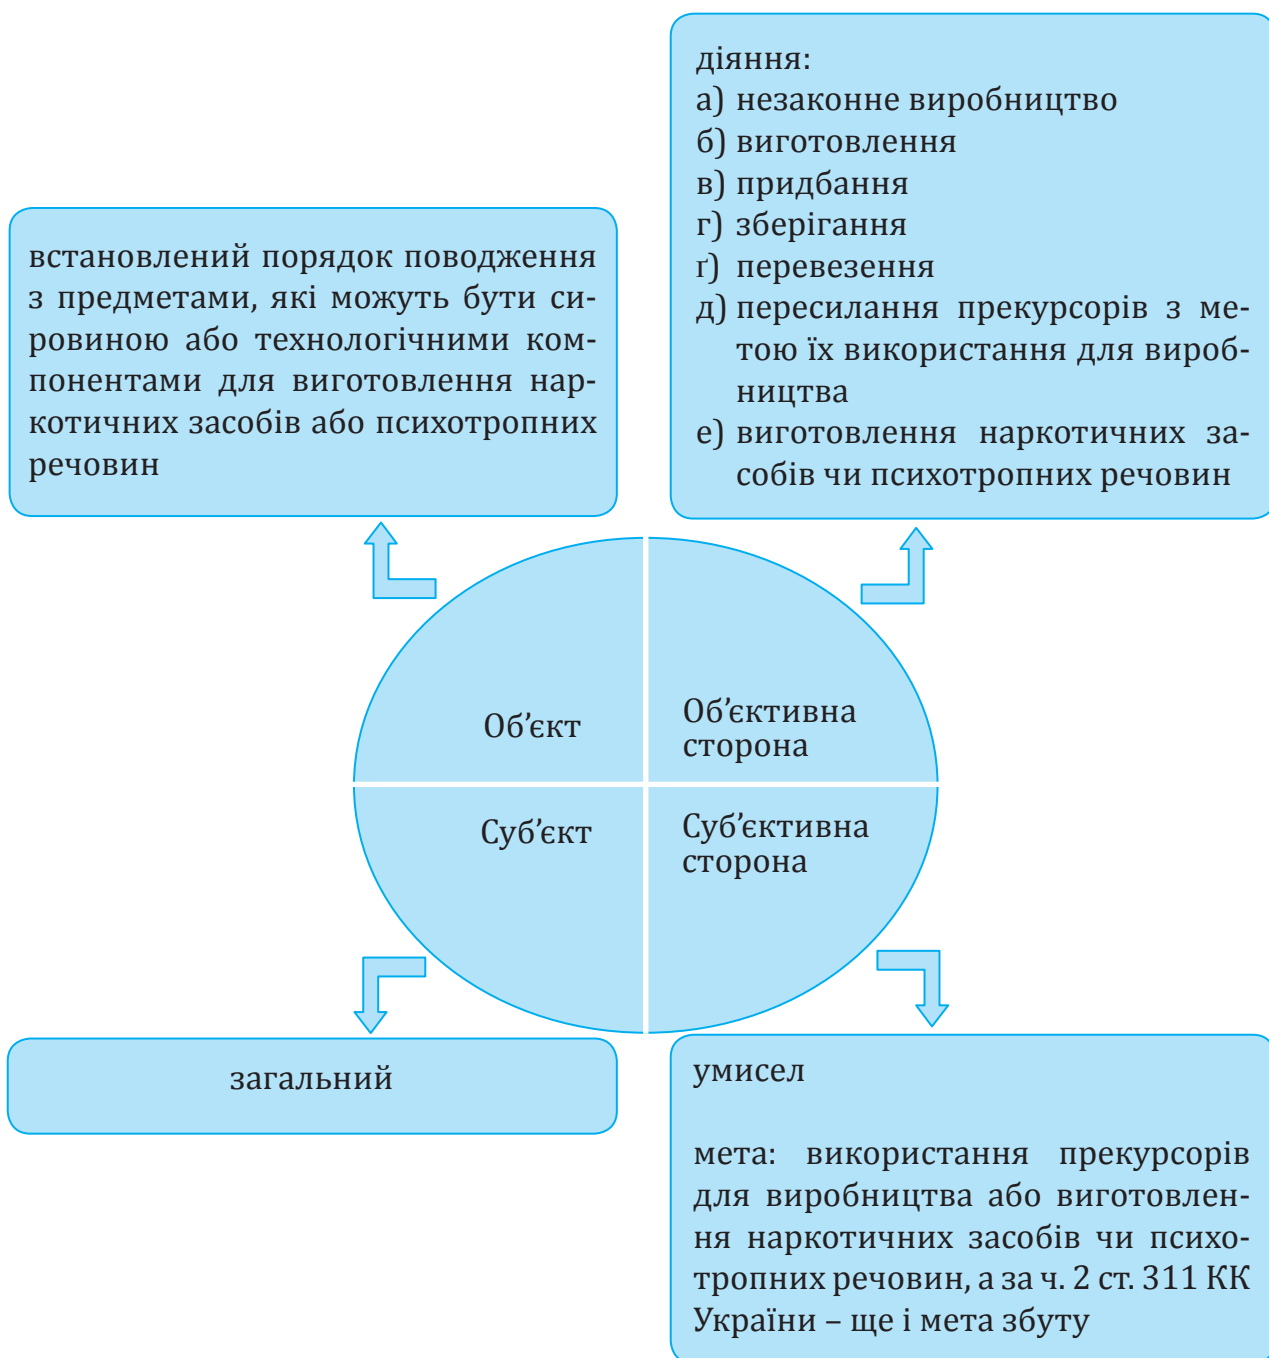 встановлений порядок поводження
з предметами, які можуть бути си-
ровиною або технологічними ком-
понентами для виготовлення нар-
котичних засобів або психотропних
речовин
діяння:
а) незаконне виробництво
б) виготовлення
в) придбання
г) зберігання
ґ) перевезення
д) пересилання прекурсорів з ме-
тою їх використання для вироб-
ництва
е) виготовлення наркотичних за-
собів чи психотропних речовин
Об’єкт
Об’єктивна
сторона
Суб’єкт
Суб’єктивна
сторона
загальний
умисел
мета: використання прекурсорів
для виробництва або виготовлен-
ня наркотичних засобів чи психо-
тропних речовин, а за ч. 2 ст. 311 КК
України – ще і мета збуту